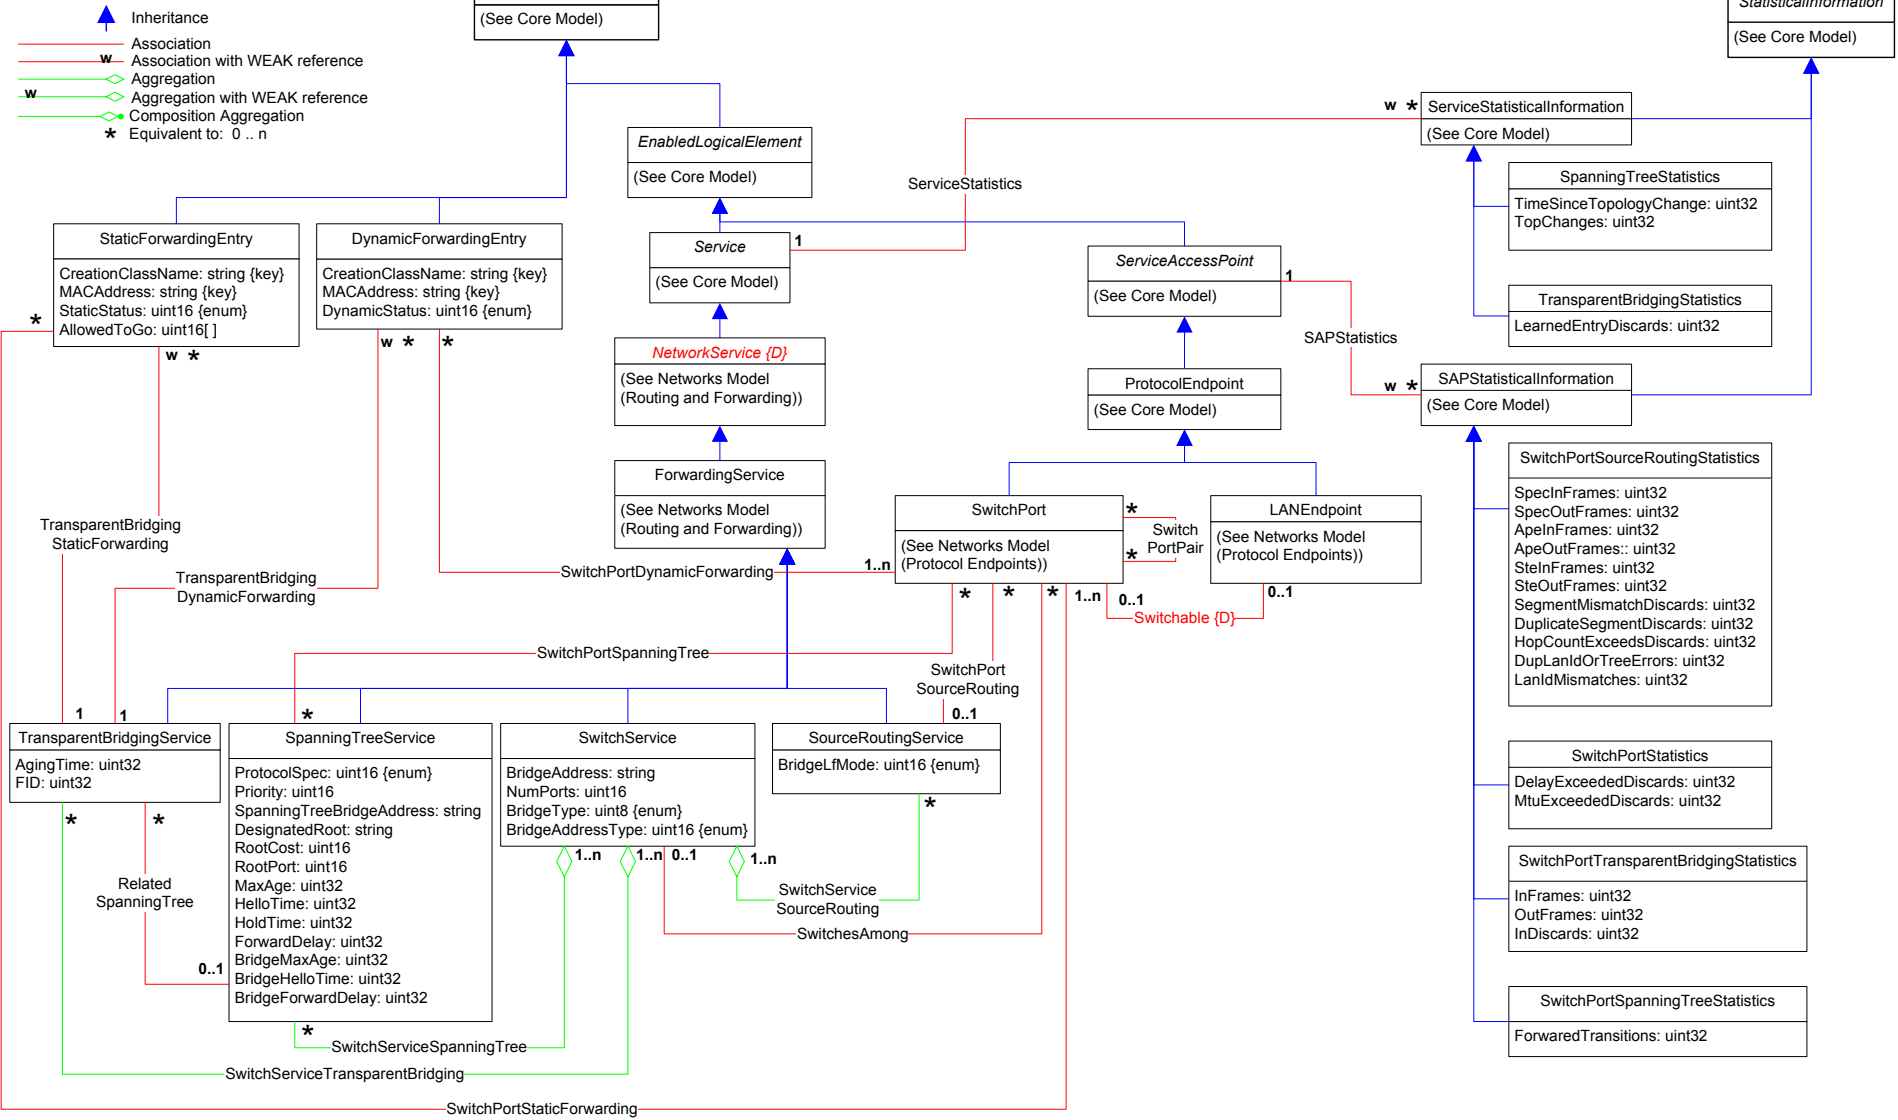 Inheritance
Association
w
Association with WEAK reference
Aggregation
w
Aggregation with WEAK reference
Composition Aggregation
* Equivalent to: 0 .. n
(See Core Model)
StatisticalInformation
(See Core Model)
EnabledLogicalElement
(See Core Model)
ServiceStatistics
w *
ServiceStatisticalInformation
(See Core Model)
SpanningTreeStatistics
TimeSinceTopologyChange: uint32
TopChanges: uint32
TransparentBridgingStatistics
LearnedEntryDiscards: uint32
StaticForwardingEntry
CreationClassName: string {key}
MACAddress: string {key}
StaticStatus: uint16 {enum}
AllowedToGo: uint16[ ]
*
w *
DynamicForwardingEntry
CreationClassName: string {key}
MACAddress: string {key}
DynamicStatus: uint16 {enum}
w *
*
Service
(See Core Model)
1
ServiceAccessPoint
(See Core Model)
1
SAPStatistics
w *
SAPStatisticalInformation
(See Core Model)
NetworkService {D}
(See Networks Model
(Routing and Forwarding))
ProtocolEndpoint
(See Core Model)
ForwardingService
(See Networks Model
(Routing and Forwarding))
SwitchPort
(See Networks Model
(Protocol Endpoints))
*
Switch
PortPair
*
LANEndpoint
(See Networks Model
(Protocol Endpoints))
SwitchPortSourceRoutingStatistics
SpecInFrames: uint32
SpecOutFrames: uint32
ApeInFrames: uint32
ApeOutFrames:: uint32
SteInFrames: uint32
SteOutFrames: uint32
SegmentMismatchDiscards: uint32
DuplicateSegmentDiscards: uint32
HopCountExceedsDiscards: uint32
DupLanIdOrTreeErrors: uint32
LanIdMismatches: uint32
TransparentBridging
StaticForwarding
TransparentBridging
DynamicForwarding
SwitchPortDynamicForwarding
1..n
*
*
*
1..n
0..1
0..1
Switchable {D}
SwitchPortSpanningTree
SwitchPort
SourceRouting
1
1
*
0..1
TransparentBridgingService
AgingTime: uint32
FID: uint32
SpanningTreeService
ProtocolSpec: uint16 {enum}
Priority: uint16
SpanningTreeBridgeAddress: string
DesignatedRoot: string
RootCost: uint16
RootPort: uint16
MaxAge: uint32
HelloTime: uint32
HoldTime: uint32
ForwardDelay: uint32
BridgeMaxAge: uint32
BridgeHelloTime: uint32
BridgeForwardDelay: uint32
SwitchService
BridgeAddress: string
NumPorts: uint16
BridgeType: uint8 {enum}
BridgeAddressType: uint16 {enum}
SourceRoutingService
BridgeLfMode: uint16 {enum}
SwitchPortStatistics
DelayExceededDiscards: uint32
MtuExceededDiscards: uint32
*
*
*
1..n
1..n
0..1
1..n
SwitchPortTransparentBridgingStatistics
InFrames: uint32
OutFrames: uint32
InDiscards: uint32
Related
SpanningTree
SwitchService
SourceRouting
SwitchesAmong
0..1
*
SwitchServiceSpanningTree
SwitchServiceTransparentBridging
SwitchPortStaticForwarding
SwitchPortSpanningTreeStatistics
ForwaredTransitions: uint32